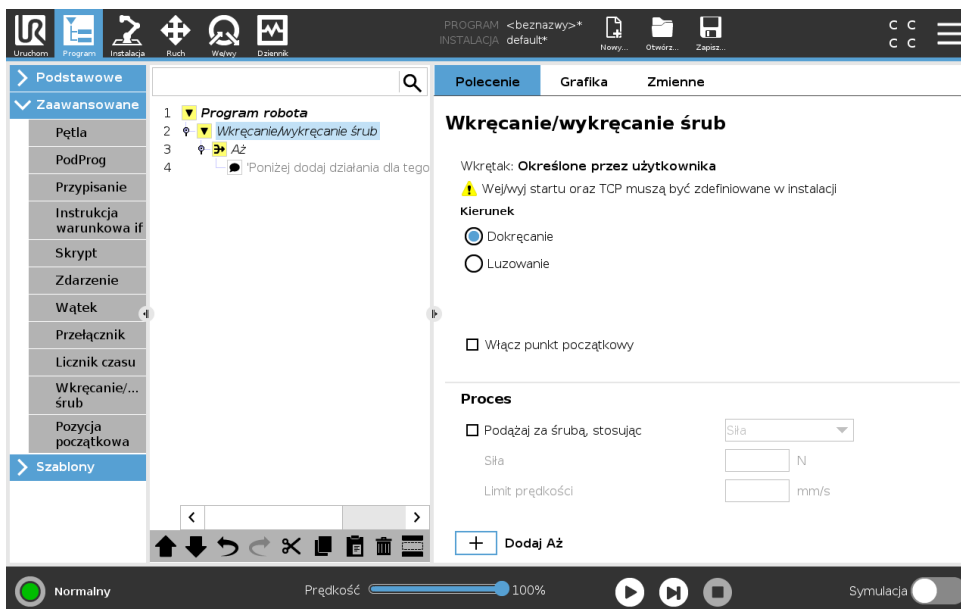 PROGRAM <beznazwy>*
INSTALACJA default*
Uruchom Program Instalacja Ruch We/wy Dziennik Nowy... Otwórz... Zapisz...
C C
C C
Podstawowe
Zaawansowane
Pętla
PodProg
Przypisanie
Instrukcja
warunkowa if
Skrypt
Zdarzenie
Wątek
Przełącznik
Licznik czasu
Wkręcanie/...
śrub
Pozycja
początkowa
Szablony
1 Program robota
2 Wkręcanie/wykręcanie śrub
3 Aż
4 'Poniżej dodaj działania dla tego
Polecenie Grafika Zmienne
Wkręcanie/wykręcanie śrub
Wkrętak: Określone przez użytkownika
Wej/wyj startu oraz TCP muszą być zdefiniowane w instalacji
Kierunek
Dokręcanie
Luzowanie
Włącz punkt początkowy
Proces
Podążaj za śrubą, stosując Siła
Siła N
Limit prędkości mm/s
+ Dodaj Aż
Normalny Prędkość 100% Symulacja